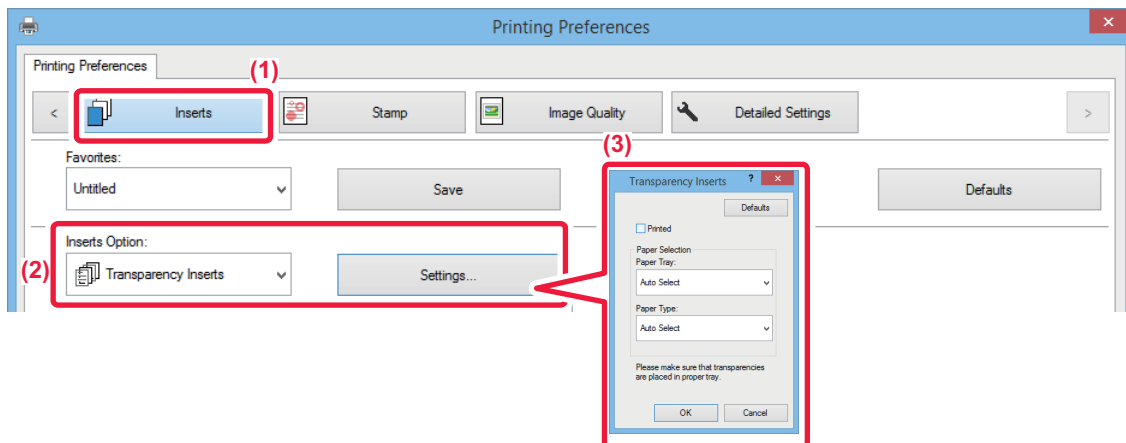 Printing Preferences
Printing Preferences
(1)
< Inserts Stamp Image Quality Detailed Settings >
(3)
Favorites:
Untitled Save Defaults
Inserts Option:
(2) Transparency Inserts Settings...
Transparency Inserts ? ×
Defaults
Printed
Paper Selection
Paper Tray:
Auto Select
Paper Type:
Auto Select
Please make sure that transparencies
are placed in proper tray.
OK Cancel